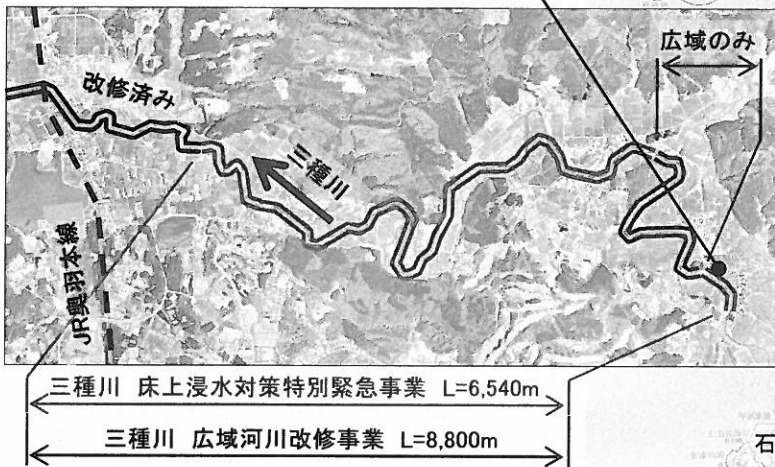 広域のみ
改修済み
三種川
JR奥羽本線
三種川 床上浸水対策特別緊急事業 L=6,540m
三種川 広域河川改修事業 L=8,800m
石